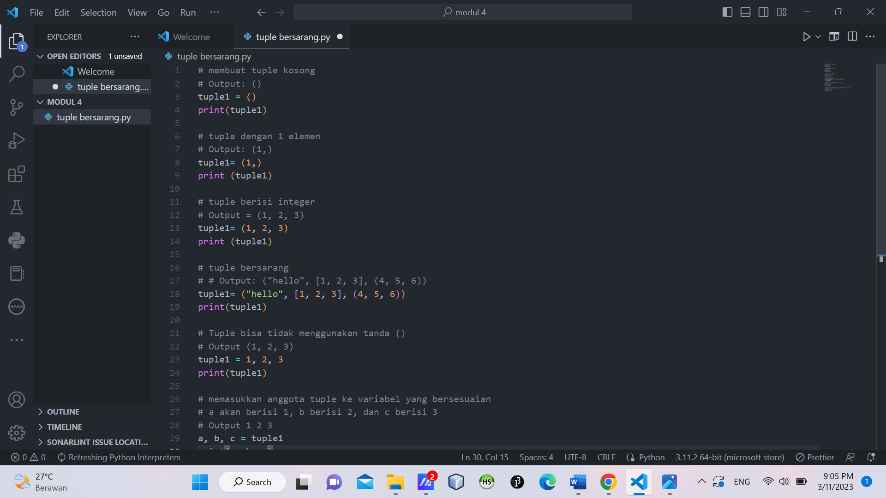 File Edit Selection View Go Run ··· modul 4
EXPLORER ···
Welcome
tuple bersarang.py
OPEN EDITORS 1 unsaved
Welcome
tuple bersarang....
MODUL 4
tuple bersarang.py
OUTLINE
TIMELINE
SONARLINT ISSUE LOCATI...
tuple bersarang.py
1 # membuat tuple kosong
2 # Output: ()
3 tuple1 = ()
4 print(tuple1)
5
6 # tuple dengan 1 elemen
7 # Output: (1,)
8 tuple1= (1,)
9 print (tuple1)
10
11 # tuple berisi integer
12 # Output = (1, 2, 3)
13 tuple1= (1, 2, 3)
14 print (tuple1)
15
16 # tuple bersarang
17 # # Output: ("hello", [1, 2, 3], (4, 5, 6))
18 tuple1= ("hello", [1, 2, 3], (4, 5, 6))
19 print(tuple1)
20
21 # Tuple bisa tidak menggunakan tanda ()
22 # Output (1, 2, 3)
23 tuple1 = 1, 2, 3
24 print(tuple1)
25
26 # memasukkan anggota tuple ke variabel yang bersesuaian
27 # a akan berisi 1, b berisi 2, dan c berisi 3
28 # Output 1 2 3
29 a, b, c = tuple1
0 0 Refreshing Python Interpreters Ln 30, Col 15 Spaces: 4 UTF-8 CRLF Python 3.11.2 64-bit (microsoft store) Prettier
27°C
Berawan
Search
2
ENG
9:05 PM
3/11/2023
1